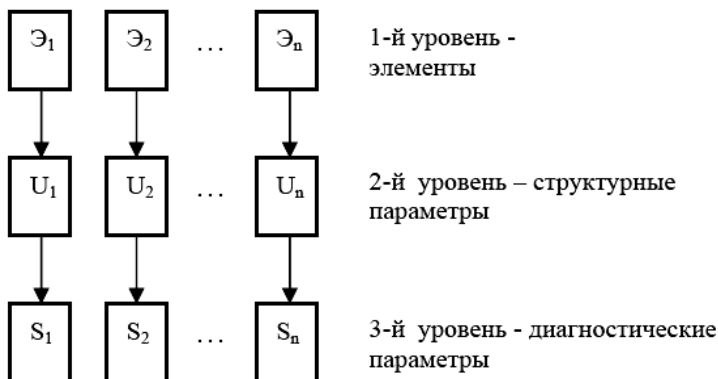 Э₁ Э₂ … Эₙ 1-й уровень -
элементы
U₁ U₂ … Uₙ 2-й уровень – структурные
параметры
S₁ S₂ … Sₙ 3-й уровень - диагностические
параметры